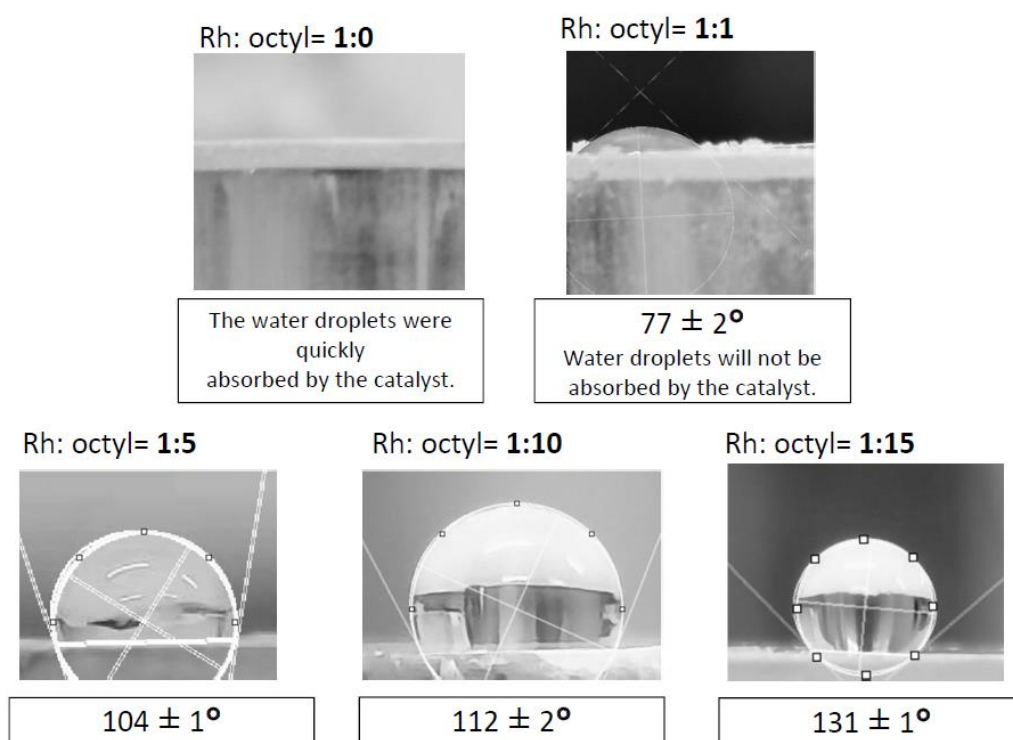 Rh: octyl= 1:0
The water droplets were
quickly
absorbed by the catalyst.
Rh: octyl= 1:1
77 ± 2°
Water droplets will not be
absorbed by the catalyst.
Rh: octyl= 1:5
104 ± 1°
Rh: octyl= 1:10
112 ± 2°
Rh: octyl= 1:15
131 ± 1°